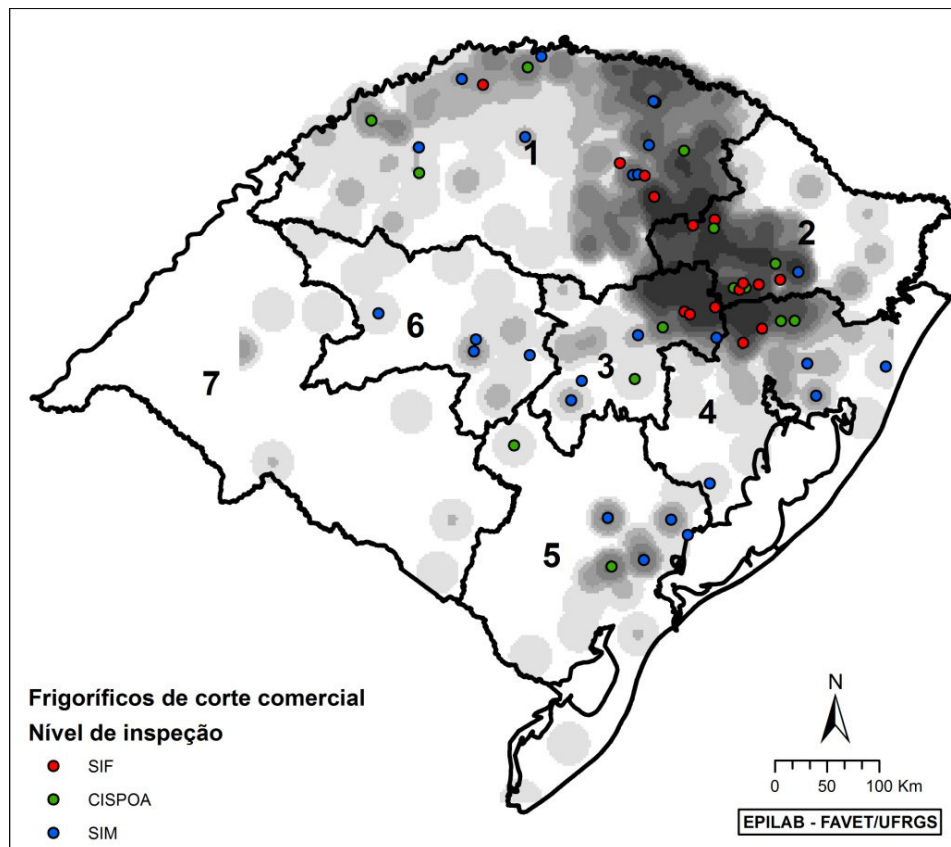 1
2
6
7
3
4
5
Frigoríficos de corte comercial
Nível de inspeção
SIF
CISPOA
SIM
N
0 50 100 Km
EPILAB - FAVET/UFRGS